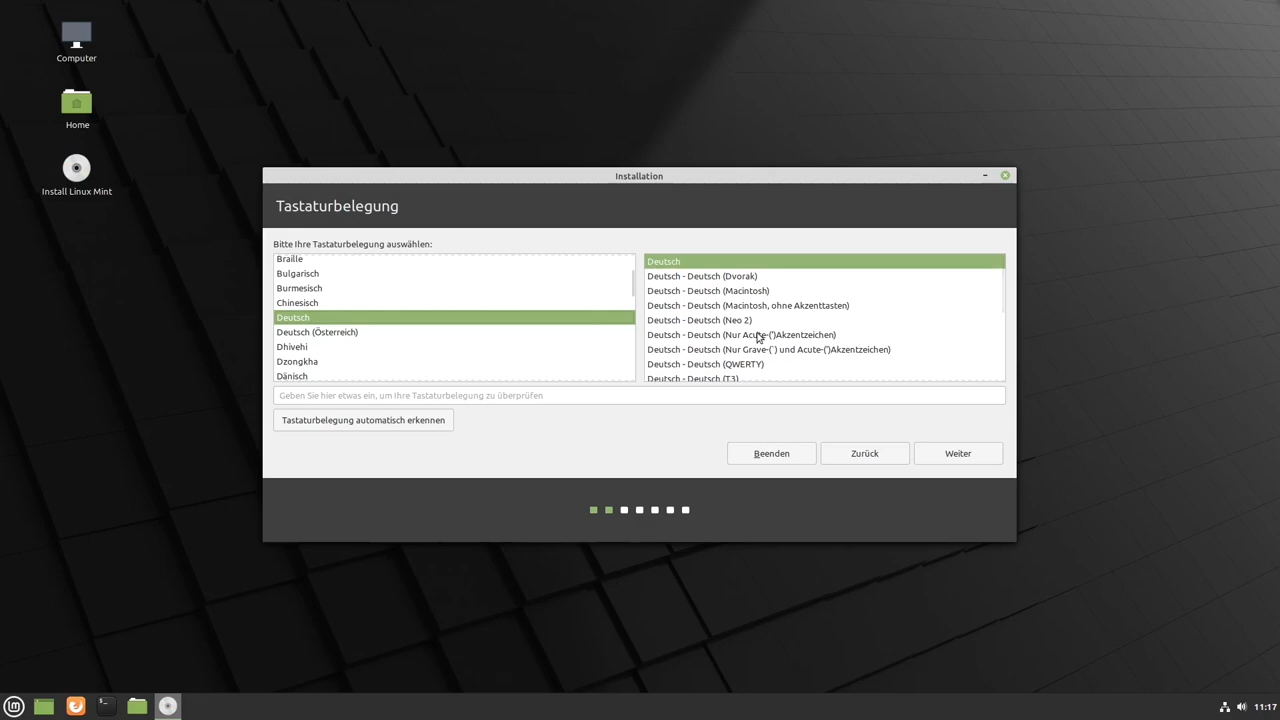 Computer
Home
Install Linux Mint
Installation
Tastaturbelegung
Bitte Ihre Tastaturbelegung auswählen:
Braille
Bulgarisch
Burmesisch
Chinesisch
Deutsch
Deutsch (Österreich)
Dhivehi
Dzongkha
Dänisch
Deutsch
Deutsch - Deutsch (Dvorak)
Deutsch - Deutsch (Macintosh)
Deutsch - Deutsch (Macintosh, ohne Akzenttasten)
Deutsch - Deutsch (Neo 2)
Deutsch - Deutsch (Nur Acute-(')Akzentzeichen)
Deutsch - Deutsch (Nur Grave-(`) und Acute-(')Akzentzeichen)
Deutsch - Deutsch (QWERTY)
Deutsch - Deutsch (T3)
Geben Sie hier etwas ein, um Ihre Tastaturbelegung zu überprüfen
Tastaturbelegung automatisch erkennen
Beenden
Zurück
Weiter
11:17